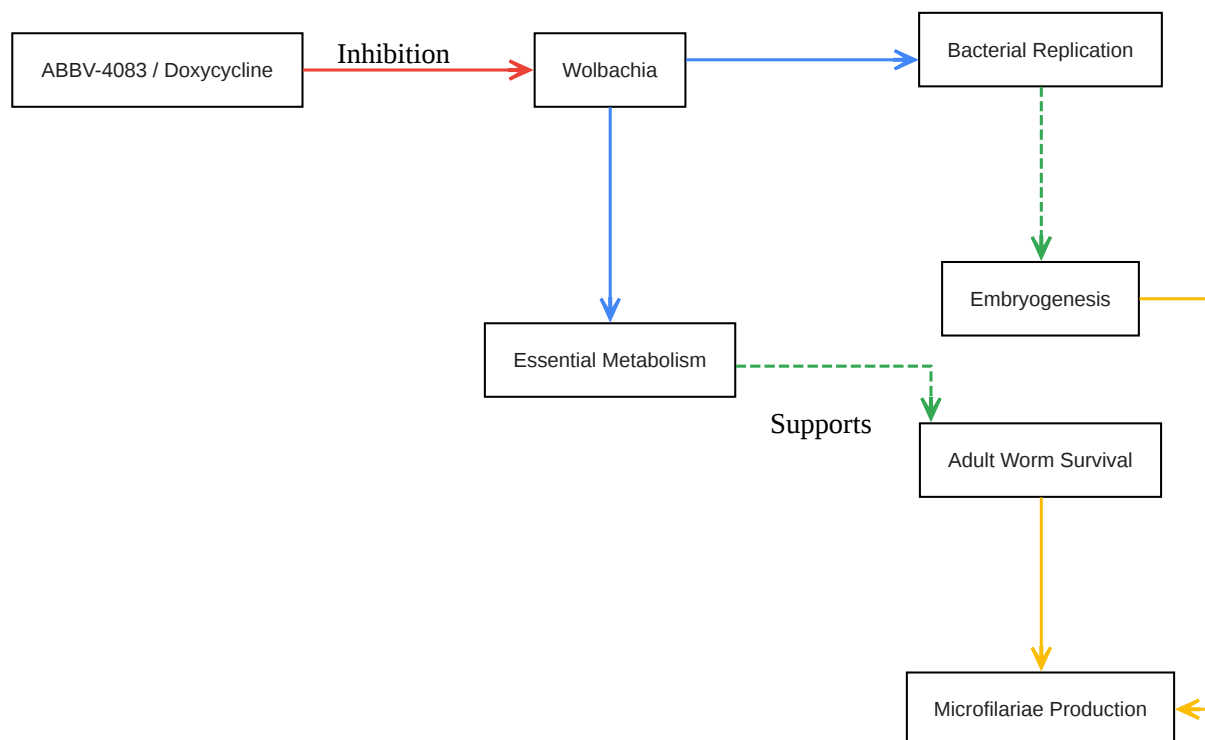 ABBV-4083 / Doxycycline
Inhibition
Wolbachia
Bacterial Replication
Embryogenesis
Essential Metabolism
Supports
Adult Worm Survival
Microfilariae Production